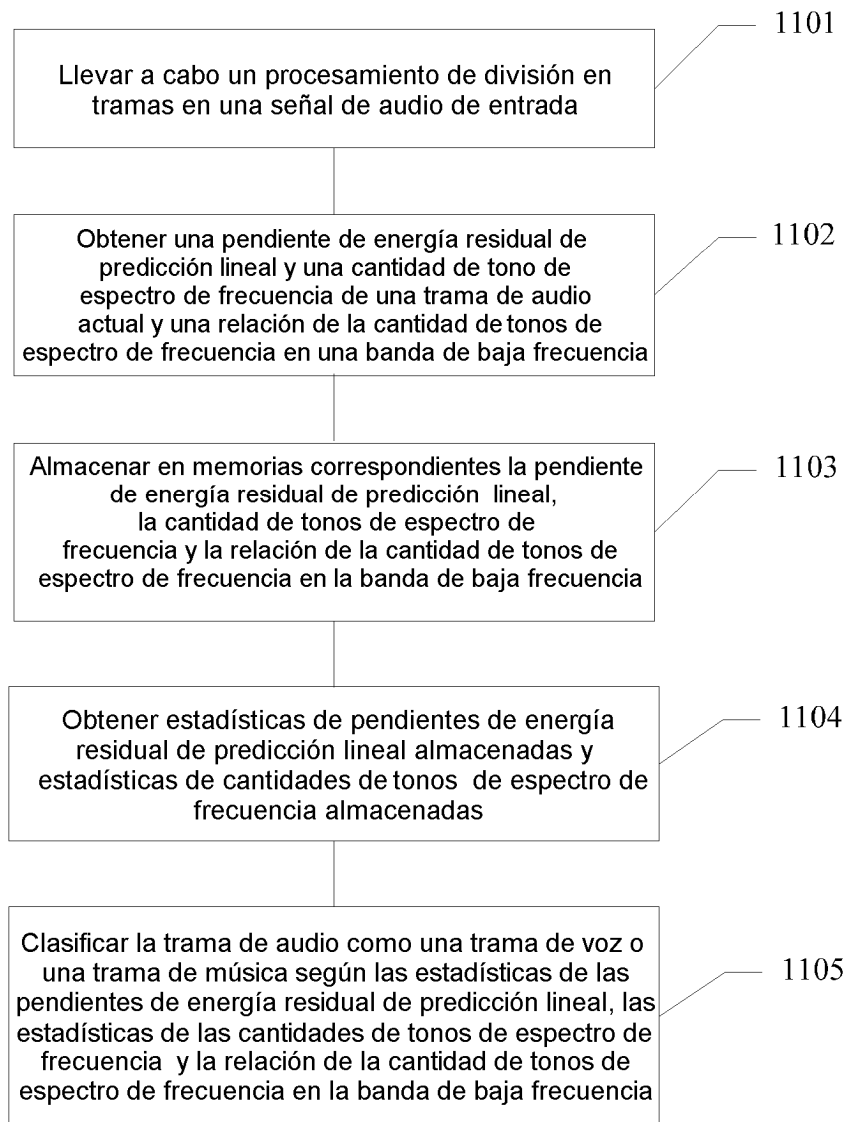 1101
Llevar a cabo un procesamiento de división en
tramas en una señal de audio de entrada
1102
Obtener una pendiente de energía residual de
predicción lineal y una cantidad de tono de
espectro de frecuencia de una trama de audio
actual y una relación de la cantidad de tonos de
espectro de frecuencia en una banda de baja frecuencia
1103
Almacenar en memorias correspondientes la pendiente
de energía residual de predicción lineal,
la cantidad de tonos de espectro de
frecuencia y la relación de la cantidad de tonos de
espectro de frecuencia en la banda de baja frecuencia
1104
Obtener estadísticas de pendientes de energía
residual de predicción lineal almacenadas y
estadísticas de cantidades de tonos de espectro de
frecuencia almacenadas
1105
Clasificar la trama de audio como una trama de voz o
una trama de música según las estadísticas de las
pendientes de energía residual de predicción lineal, las
estadísticas de las cantidades de tonos de espectro de
frecuencia y la relación de la cantidad de tonos de
espectro de frecuencia en la banda de baja frecuencia